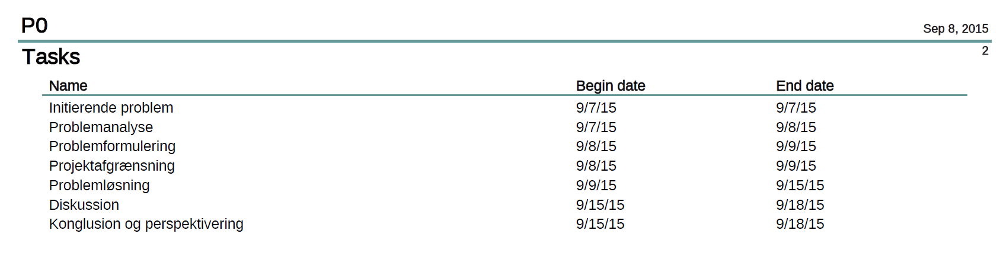 P0
Sep 8, 2015
Tasks
2
Name Begin date End date
Initierende problem 9/7/15 9/7/15
Problemanalyse 9/7/15 9/8/15
Problemformulering 9/8/15 9/9/15
Projektafgrænsning 9/8/15 9/9/15
Problemløsning 9/9/15 9/15/15
Diskussion 9/15/15 9/18/15
Konglusion og perspektivering 9/15/15 9/18/15